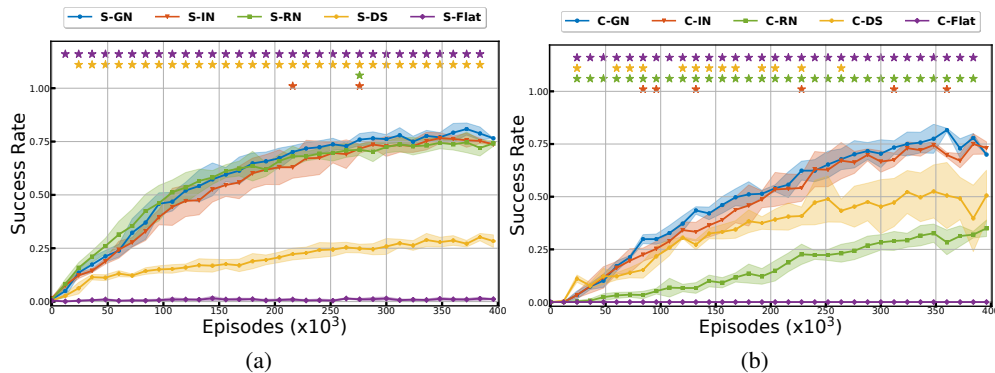 S-GN S-IN S-RN S-DS S-Flat
1.00
0.75
0.50
0.25
0.00
Success Rate
0 50 100 150 200 250 300 350 400
Episodes (x10³)
(a)
C-GN C-IN C-RN C-DS C-Flat
1.00
0.75
0.50
0.25
0.00
Success Rate
0 50 100 150 200 250 300 350 400
Episodes (x10³)
(b)